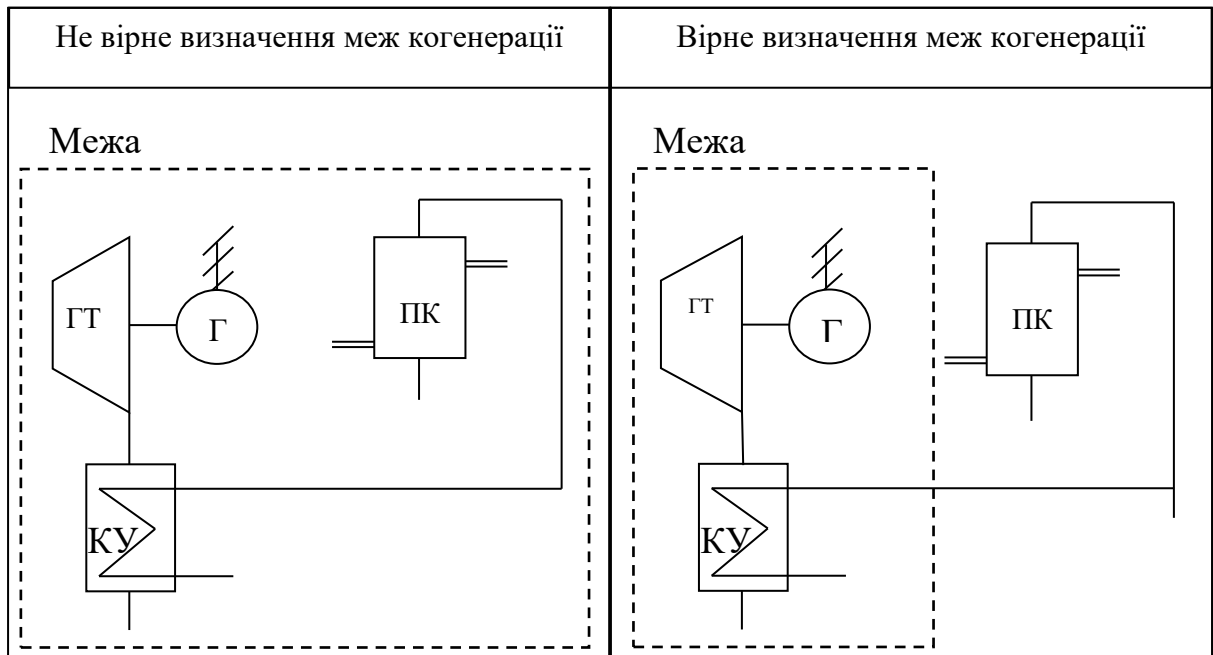 Не вірне визначення меж когенерації
Вірне визначення меж когенерації
Межа
ГТ
Г
ПК
КУ
Межа
ГТ
Г
ПК
КУ